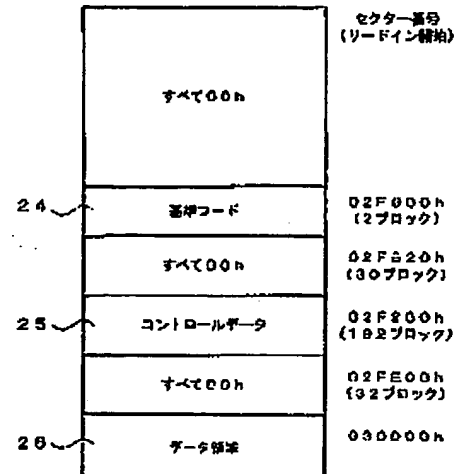 セクター番号
(リードイン開始)
すべて00h
24 基準コード 02F000h
(2ブロック)
すべて00h 02F020h
(30ブロック)
25 コントロールデータ 02F200h
(192ブロック)
すべて00h 02FE00h
(32ブロック)
26 データ領域 030000h